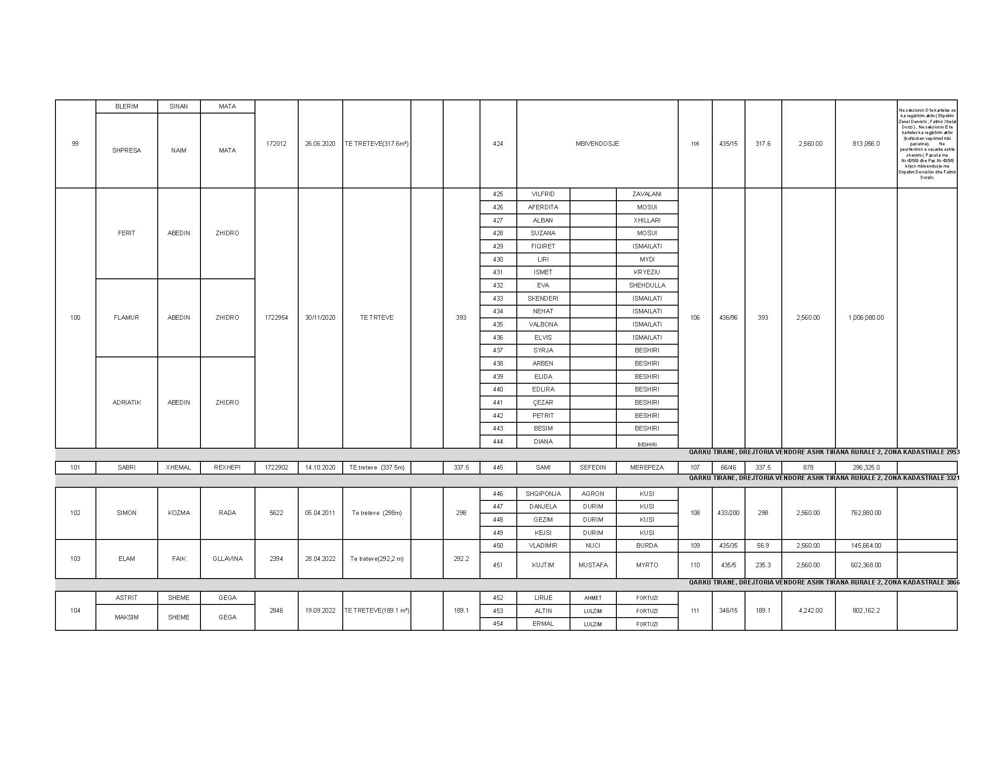 BLERIM SINAN MATA
99 SHPRESA NAIM MATA 172012 26.06.2020 TE TRETEVE(317.6m²) 424 MBIVENDOSJE 105 435/15 317.6 2,560.00 813,056.0
Ne seksionin D te karteles se
ka regjistrim aktiv (Shpetim
Zenel Dervishi , Fatmir Xhelal
Dorzi ) , Ne seksionin E te
karteles ka regjistrim aktiv
(kufizohen veprimet mbi
pasurine), Ne
pershkrimin e vecante eshte
shenimi ( Pasuria me
Nr.435/9 dhe Pas.Nr 435/8
krijon mbivendosje me
Shpetim Dervishin dhe Fatmir
Dorzin.
425 VILFRID ZAVALANI
426 AFERDITA MOSUI
427 ALBAN XHILLARI
FERIT ABEDIN ZHIDRO 428 SUZANA MOSUI
429 FIQIRET ISMAILATI
430 LIRI MYDI
431 ISMET KRYEZIU
432 EVA SHEHDULLA
433 SKENDERI ISMAILATI
434 NEHAT ISMAILATI
100 FLAMUR ABEDIN ZHIDRO 1722954 30/11/2020 TE TRTEVE 393 106 436/96 393 2,560.00 1,006,080.00
435 VALBONA ISMAILATI
436 ELVIS ISMAILATI
437 SYRJA BESHIRI
438 ARBEN BESHIRI
439 ELIDA BESHIRI
440 EDLIRA BESHIRI
ADRIATIK ABEDIN ZHIDRO 441 ÇEZAR BESHIRI
442 PETRIT BESHIRI
443 BESIM BESHIRI
444 DIANA BESHIRI
QARKU TIRANE, DREJTORIA VENDORE ASHK TIRANA RURALE 2, ZONA KADASTRALE 2953
101 SABRI XHEMAL REXHEPI 1722902 14.10.2020 TE treteve (337.5m) 337.5 445 SAMI SEFEDIN MEREPEZA 107 66/46 337.5 878 296,325.0
QARKU TIRANE, DREJTORIA VENDORE ASHK TIRANA RURALE 2, ZONA KADASTRALE 3321
446 SHQIPONJA AGRON KUSI
447 DANJELA DURIM KUSI
102 SIMON KOZMA RADA 5622 05.04.2011 Te treteve (298m) 298 108 433/200 298 2,560.00 762,880.00
448 GEZIM DURIM KUSI
449 KEJSI DURIM KUSI
450 VLADIMIR NUCI BURDA 109 435/35 56.9 2,560.00 145,664.00
103 ELAM FAIK GLLAVINA 2394 28.04.2022 Te treteve(292,2 m) 292.2
451 KUJTIM MUSTAFA MYRTO 110 435/5 235.3 2,560.00 602,368.00
QARKU TIRANE, DREJTORIA VENDORE ASHK TIRANA RURALE 2, ZONA KADASTRALE 3866
ASTRIT SHEME GEGA 452 LIRIJE AHMET FORTUZI
104 2846 19.09.2022 TE TRETEVE(189.1 m²) 189.1 453 ALTIN LULZIM FORTUZI 111 346/15 189.1 4,242.00 802,162.2
MAKSIM SHEME GEGA
454 ERMAL LULZIM FORTUZI